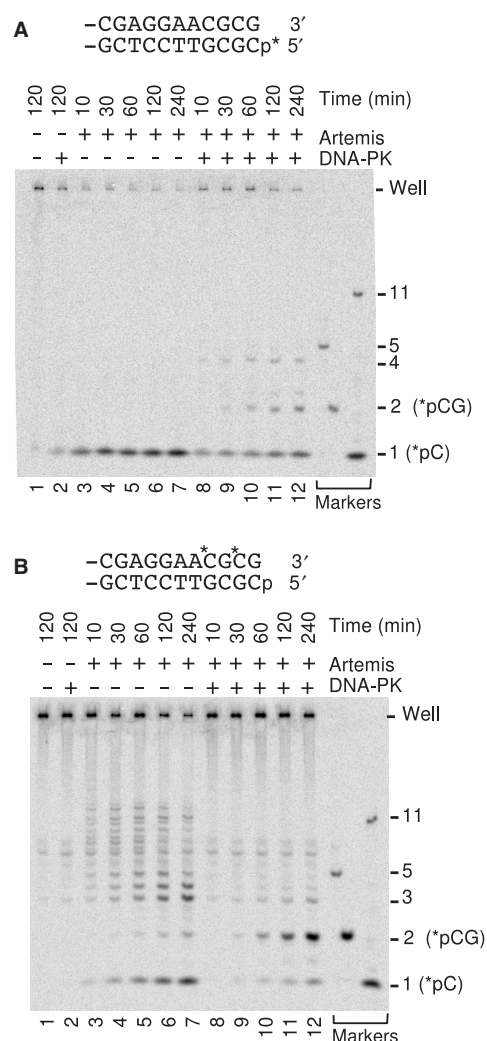 A
–CGAGGAACGCG 3′
–GCTCCTTGCGCp* 5′
120 120 10 30 60 120 240 10 30 60 120 240 Time (min)
– – + + + + + + + + + + Artemis
– + – – – – – + + + + + DNA-PK
Well
11
5
4
2 (*pCG)
1 (*pC)
1 2 3 4 5 6 7 8 9 10 11 12
Markers
B
* *
–CGAGGAACGCG 3′
–GCTCCTTGCGCp 5′
120 120 10 30 60 120 240 10 30 60 120 240 Time (min)
– – + + + + + + + + + + Artemis
– + – – – – – + + + + + DNA-PK
Well
11
5
3
2 (*pCG)
1 (*pC)
1 2 3 4 5 6 7 8 9 10 11 12
Markers